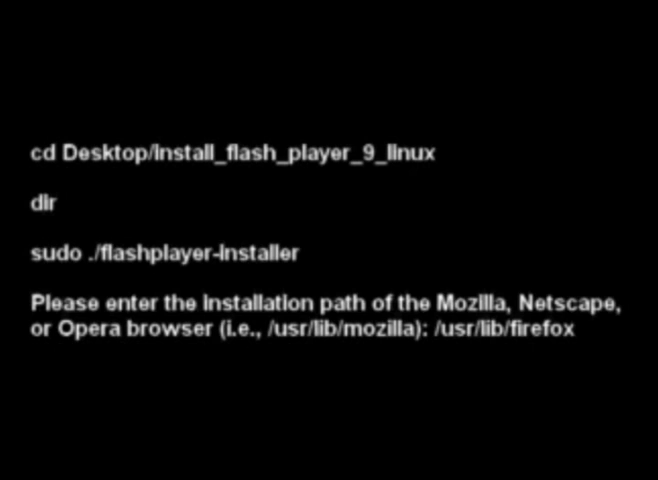 cd Desktop/install_flash_player_9_linux
dir
sudo ./flashplayer-installer
Please enter the installation path of the Mozilla, Netscape,
or Opera browser (i.e., /usr/lib/mozilla): /usr/lib/firefox